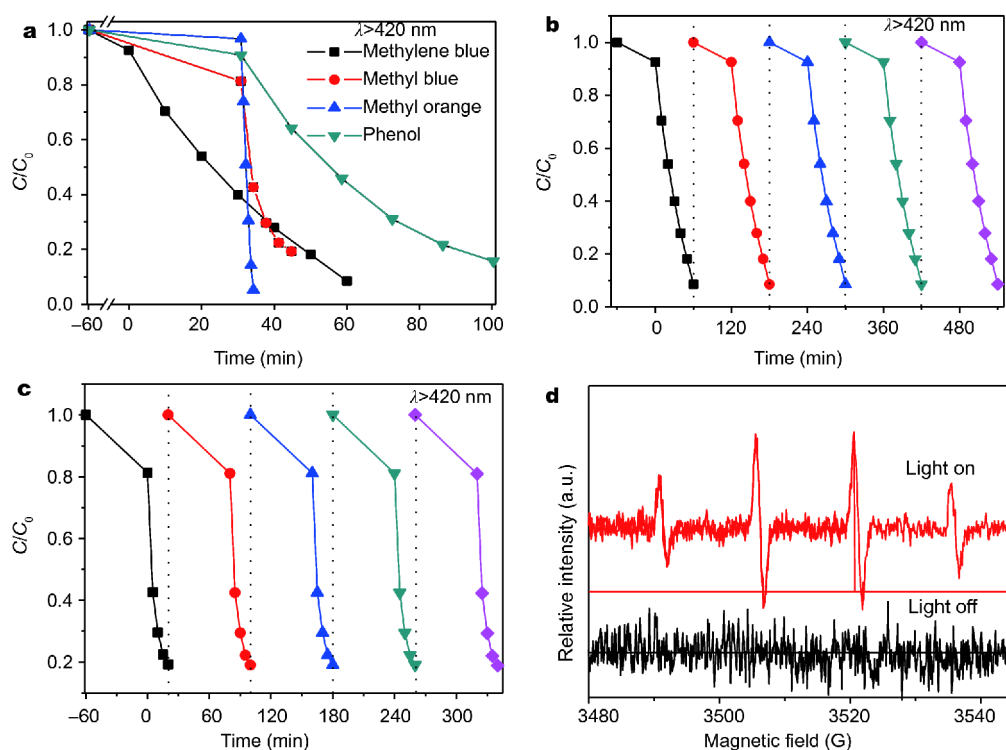 a
λ>420 nm
Methylene blue
Methyl blue
Methyl orange
Phenol
1.0
0.8
0.6
0.4
0.2
0.0
C/C0
–60 0 20 40 60 80 100
Time (min)
b
λ>420 nm
1.0
0.8
0.6
0.4
0.2
0.0
C/C0
0 120 240 360 480
Time (min)
c
λ>420 nm
1.0
0.8
0.6
0.4
0.2
C/C0
–60 0 60 120 180 240 300
Time (min)
d
Light on
Light off
Relative intensity (a.u.)
3480 3500 3520 3540
Magnetic field (G)